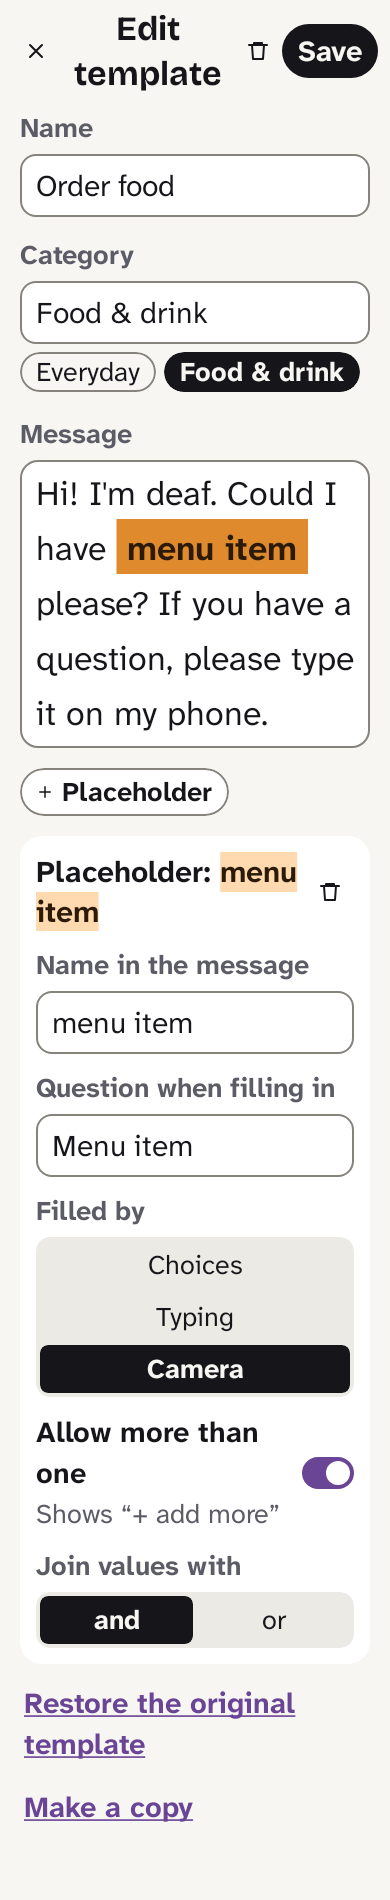 Edit
template
Save
Name
Order food
Category
Food & drink
Everyday
Food & drink
Message
Hi! I'm deaf. Could I
have menu item
please? If you have a
question, please type
it on my phone.
+ Placeholder
Placeholder: menu
item
Name in the message
menu item
Question when filling in
Menu item
Filled by
Choices
Typing
Camera
Allow more than
one
Shows “+ add more”
Join values with
and
or
Restore the original
template
Make a copy